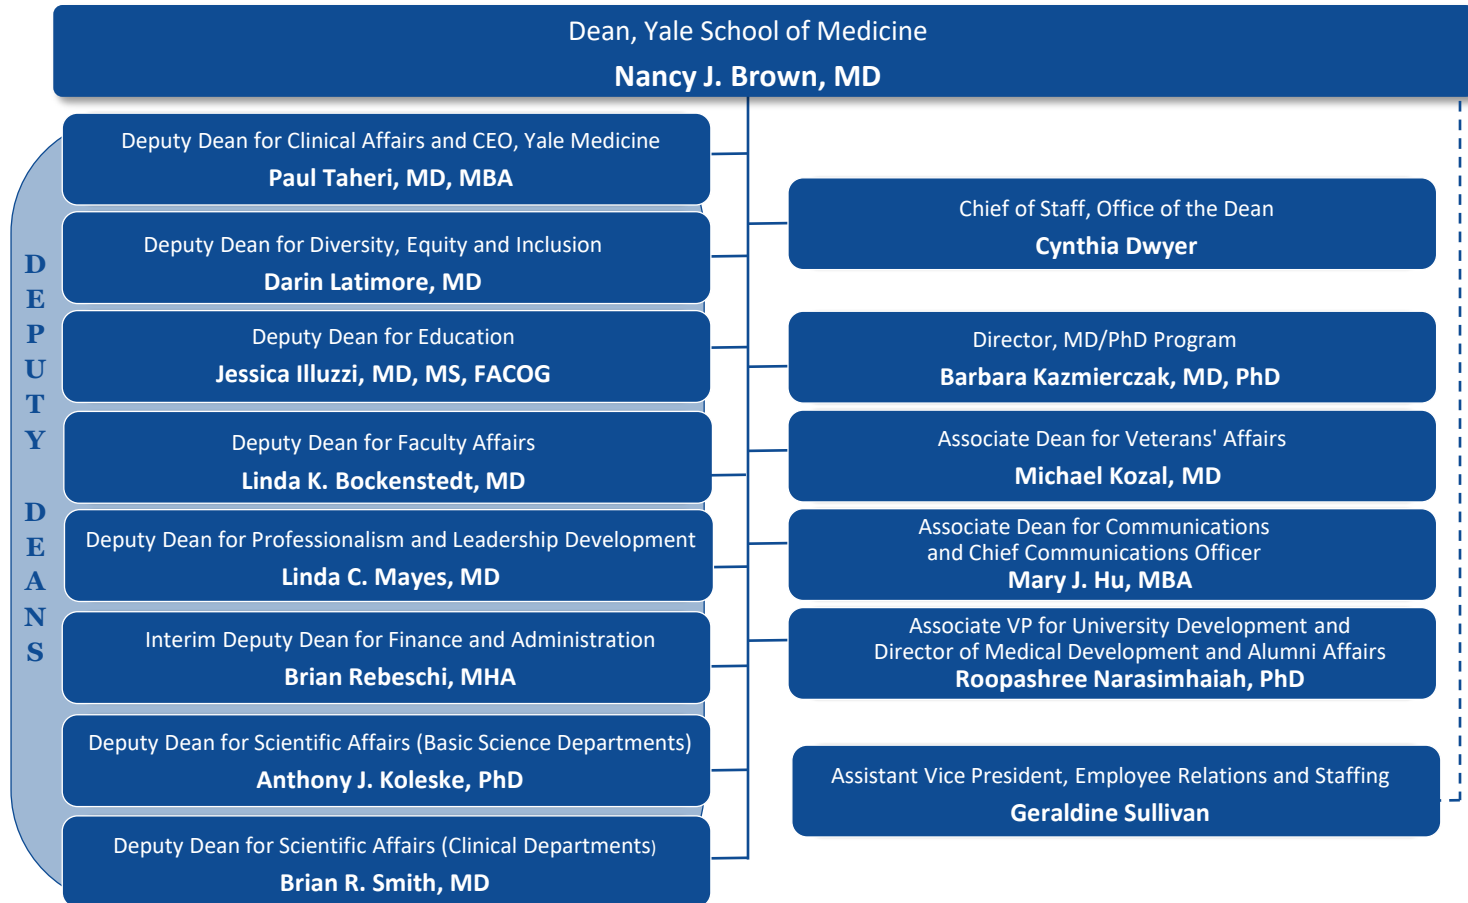 Dean, Yale School of Medicine
Nancy J. Brown, MD
DEPUTY DEANS
Deputy Dean for Clinical Affairs and CEO, Yale Medicine
Paul Taheri, MD, MBA
Deputy Dean for Diversity, Equity and Inclusion
Darin Latimore, MD
Deputy Dean for Education
Jessica Illuzzi, MD, MS, FACOG
Deputy Dean for Faculty Affairs
Linda K. Bockenstedt, MD
Deputy Dean for Professionalism and Leadership Development
Linda C. Mayes, MD
Interim Deputy Dean for Finance and Administration
Brian Rebeschi, MHA
Deputy Dean for Scientific Affairs (Basic Science Departments)
Anthony J. Koleske, PhD
Deputy Dean for Scientific Affairs (Clinical Departments)
Brian R. Smith, MD
Chief of Staff, Office of the Dean
Cynthia Dwyer
Director, MD/PhD Program
Barbara Kazmierczak, MD, PhD
Associate Dean for Veterans' Affairs
Michael Kozal, MD
Associate Dean for Communications
and Chief Communications Officer
Mary J. Hu, MBA
Associate VP for University Development and
Director of Medical Development and Alumni Affairs
Roopashree Narasimhaiah, PhD
Assistant Vice President, Employee Relations and Staffing
Geraldine Sullivan